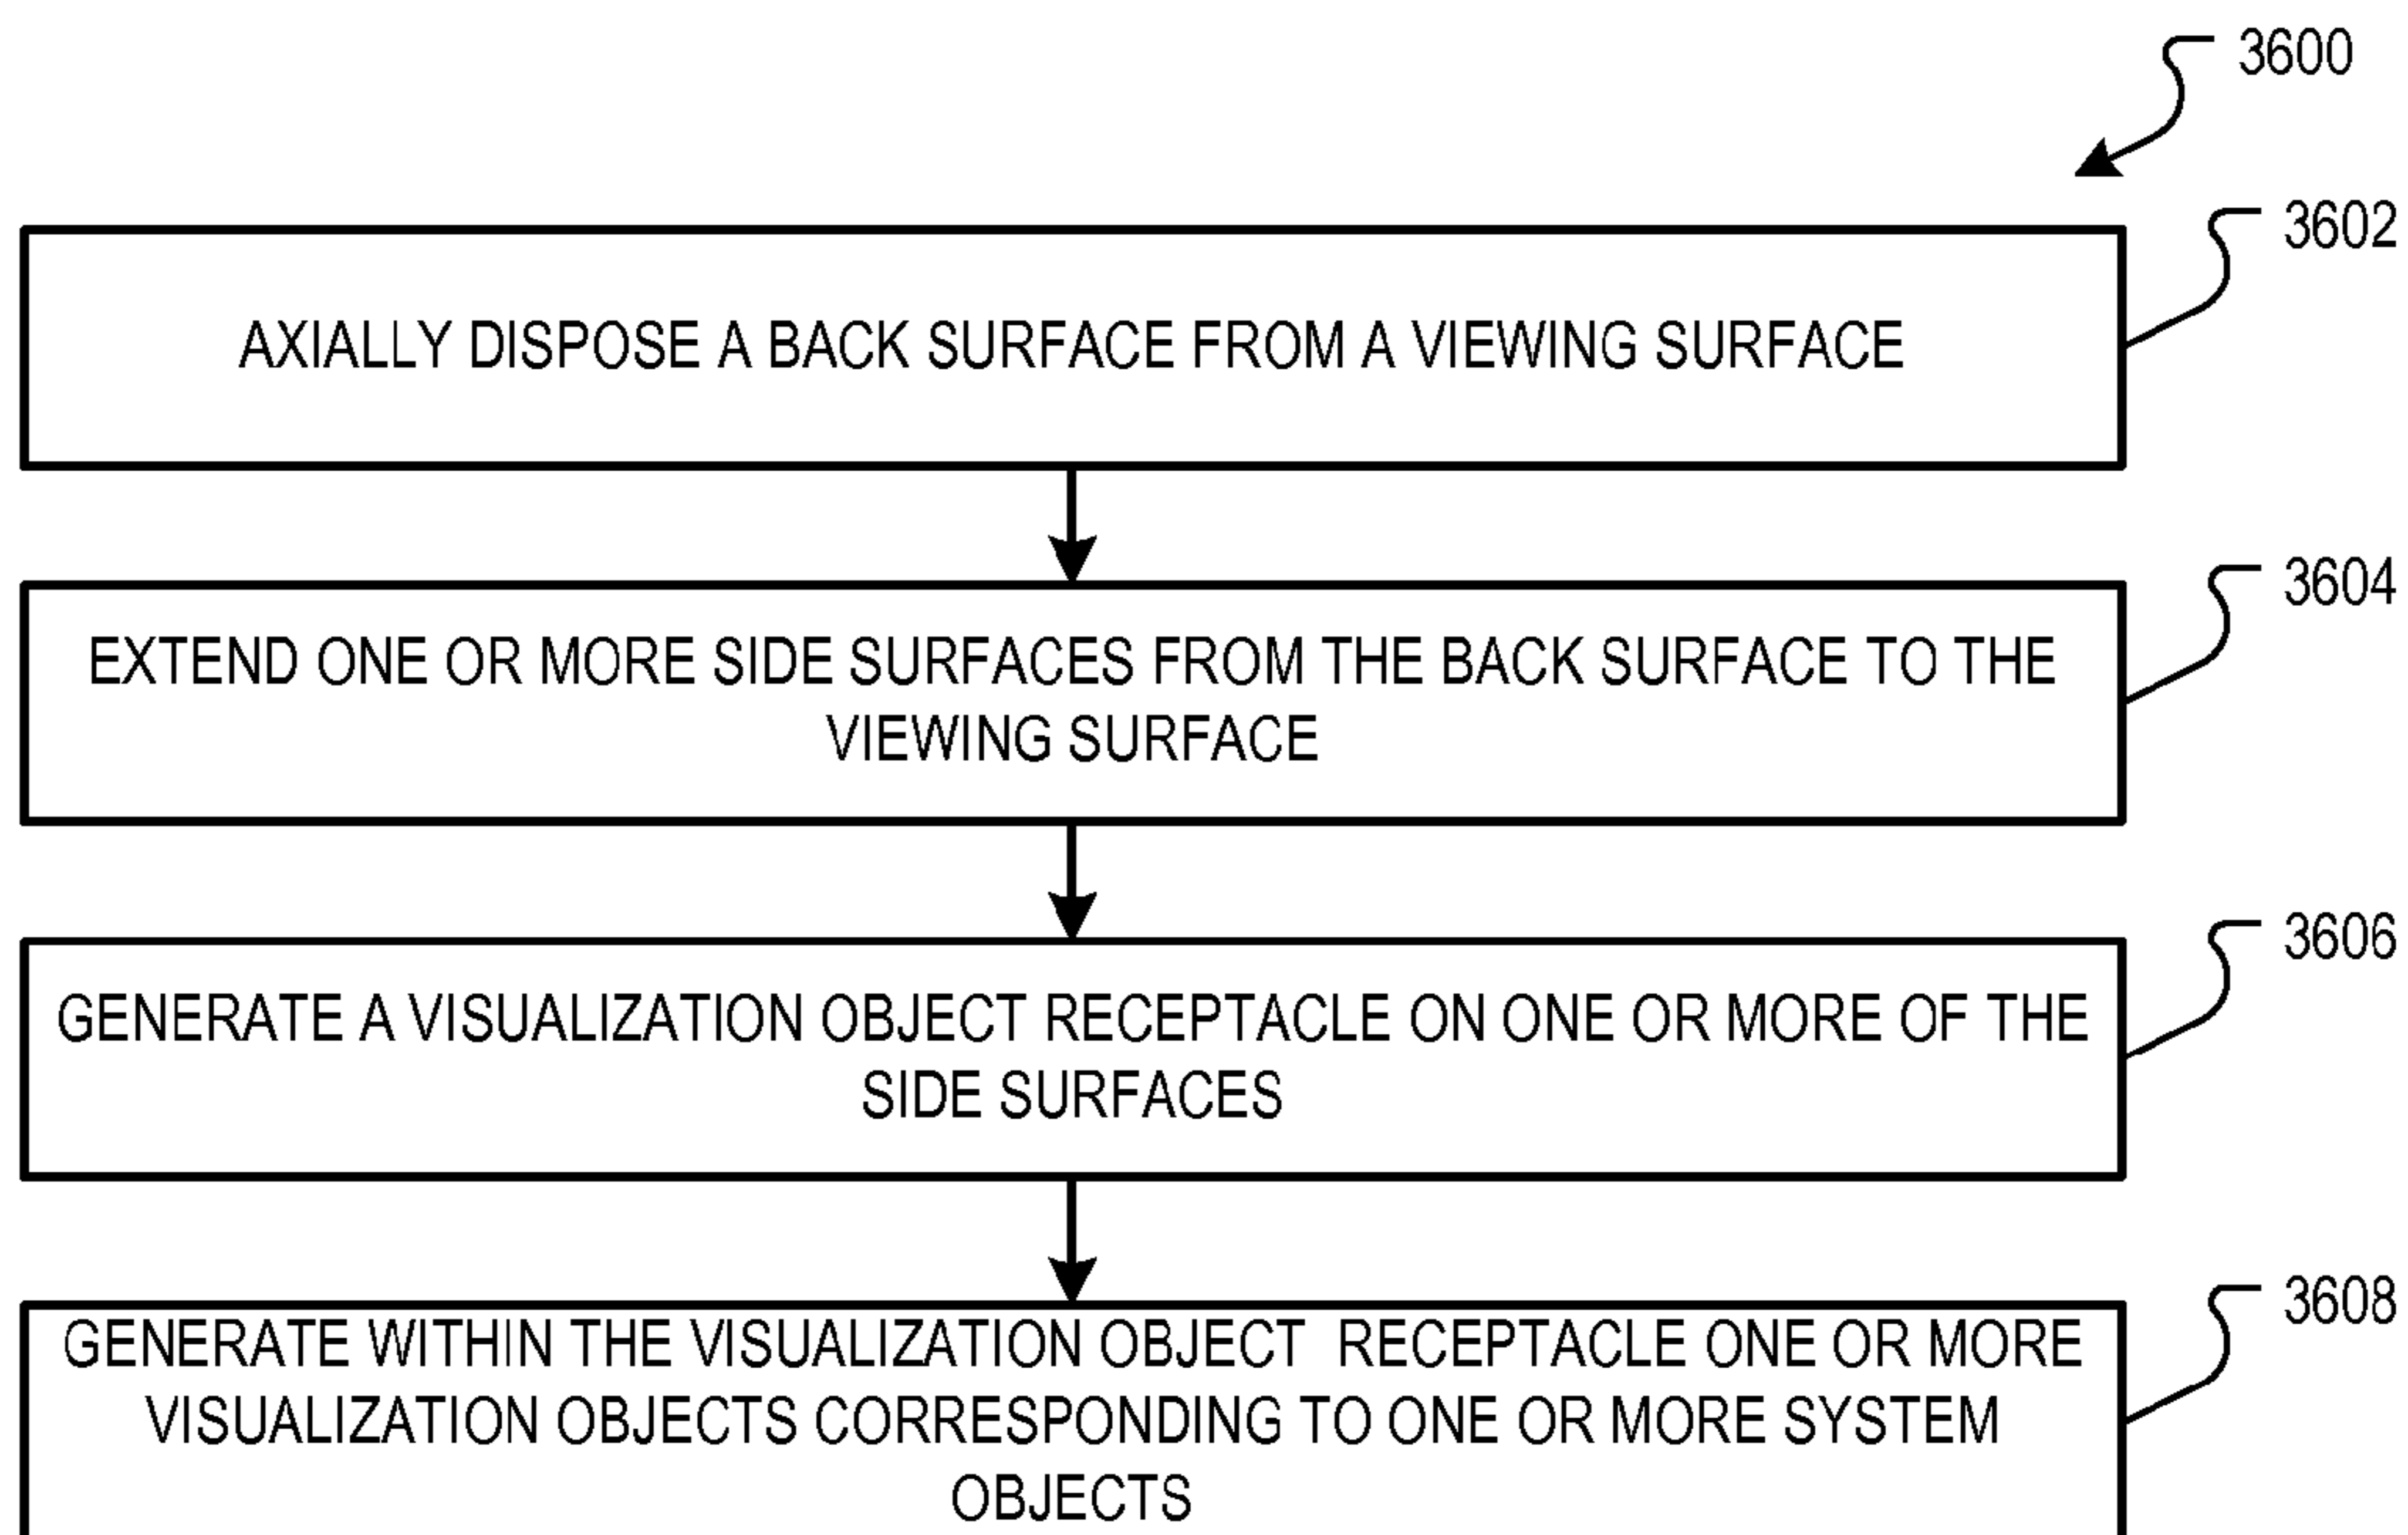 3600
3602
AXIALLY DISPOSE A BACK SURFACE FROM A VIEWING SURFACE
3604
EXTEND ONE OR MORE SIDE SURFACES FROM THE BACK SURFACE TO THE
VIEWING SURFACE
3606
GENERATE A VISUALIZATION OBJECT RECEPTACLE ON ONE OR MORE OF THE
SIDE SURFACES
3608
GENERATE WITHIN THE VISUALIZATION OBJECT RECEPTACLE ONE OR MORE
VISUALIZATION OBJECTS CORRESPONDING TO ONE OR MORE SYSTEM
OBJECTS